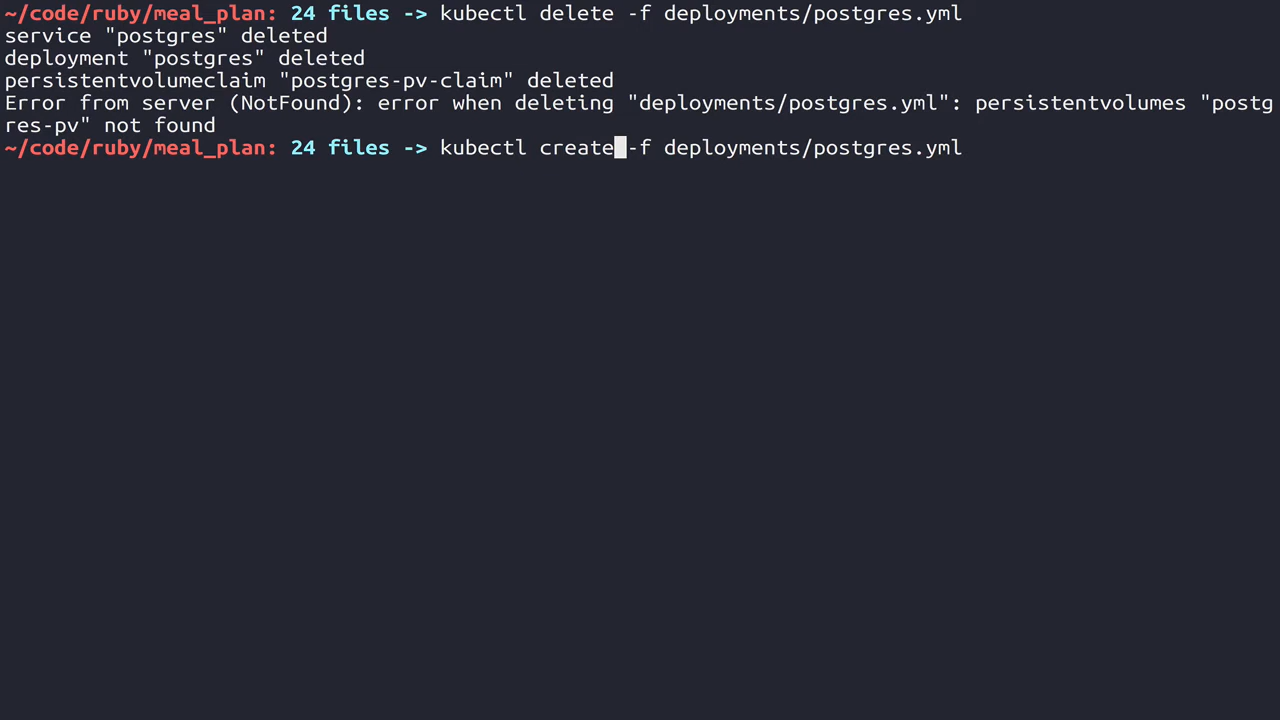 ~/code/ruby/meal_plan: 24 files -> kubectl delete -f deployments/postgres.yml
service "postgres" deleted
deployment "postgres" deleted
persistentvolumeclaim "postgres-pv-claim" deleted
Error from server (NotFound): error when deleting "deployments/postgres.yml": persistentvolumes "postg
res-pv" not found
~/code/ruby/meal_plan: 24 files -> kubectl create -f deployments/postgres.yml